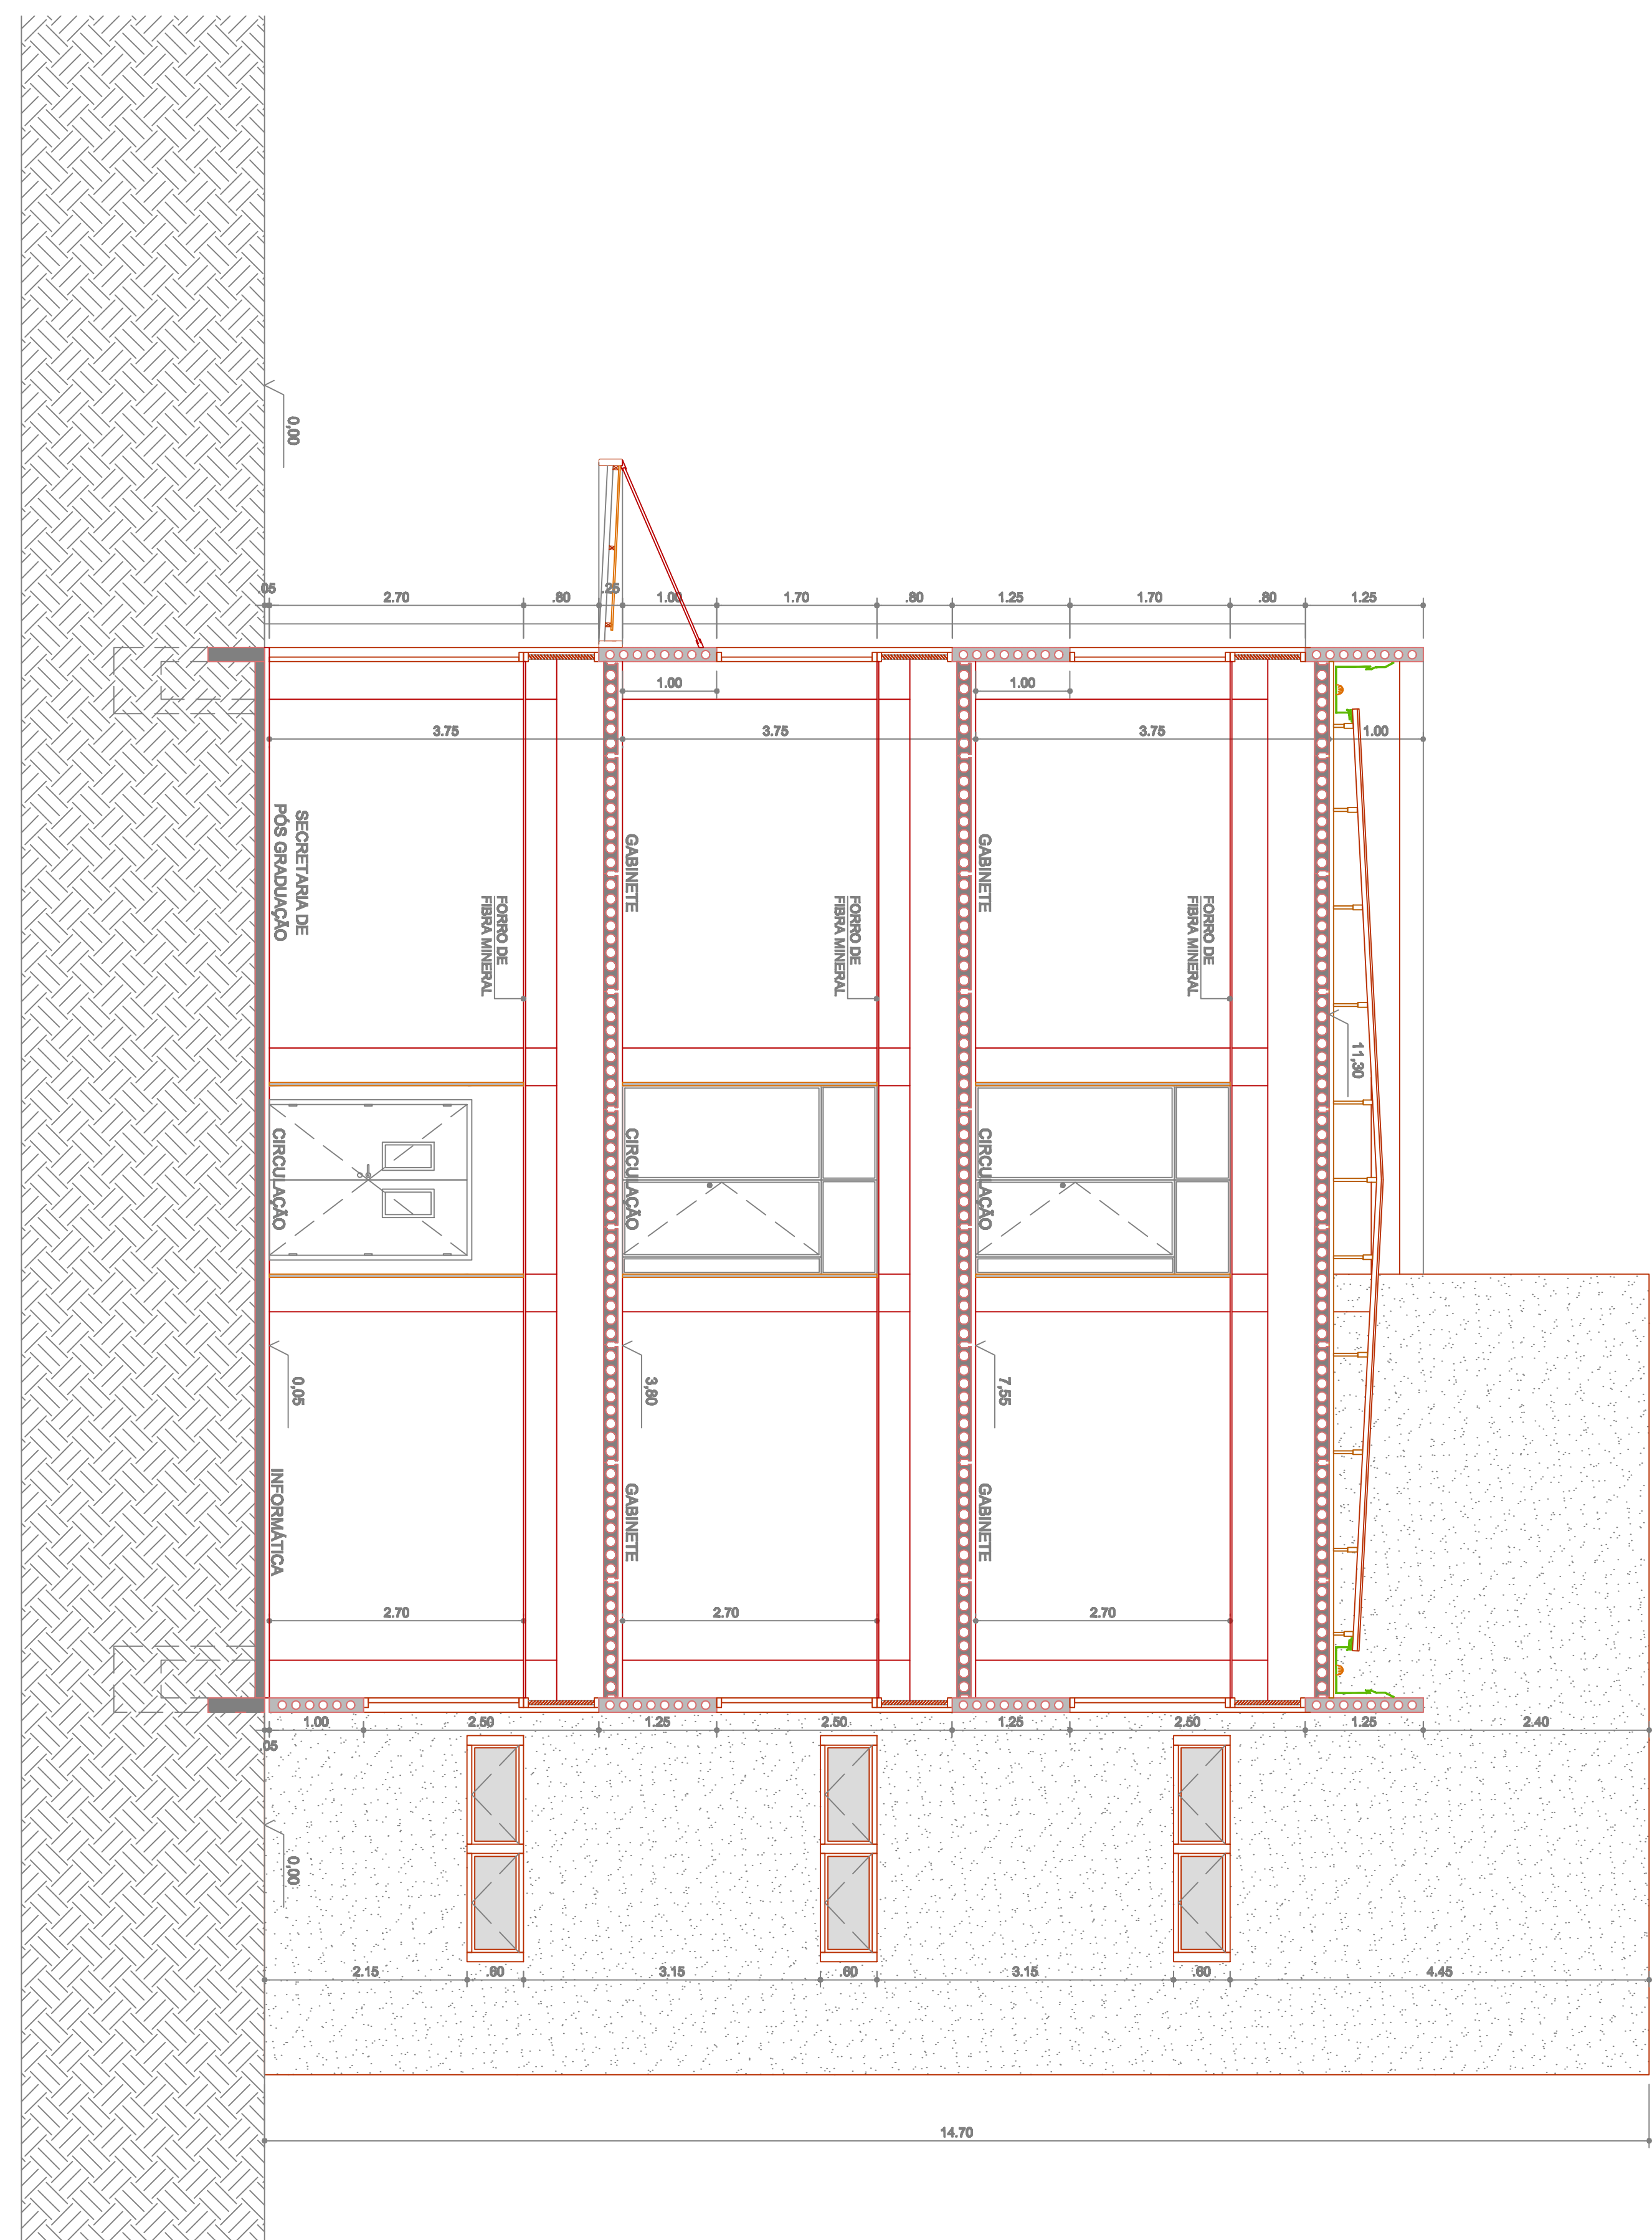 .05
2.70
.80
.25
1.00
1.70
.80
1.25
1.70
.80
1.25
1.00
1.00
3.75
3.75
3.75
1.00
0,00
SECRETARIA DE
PÓS GRADUAÇÃO
FORRO DE
FIBRA MINERAL
GABINETE
FORRO DE
FIBRA MINERAL
GABINETE
FORRO DE
FIBRA MINERAL
11,30
CIRCULAÇÃO
CIRCULAÇÃO
CIRCULAÇÃO
0,05
3,80
7,55
INFORMÁTICA
GABINETE
GABINETE
2.70
2.70
2.70
.05
1.00
2.50
1.25
2.50
1.25
2.50
1.25
2.40
0,00
2.15
.60
3.15
.60
3.15
.60
4.45
14.70